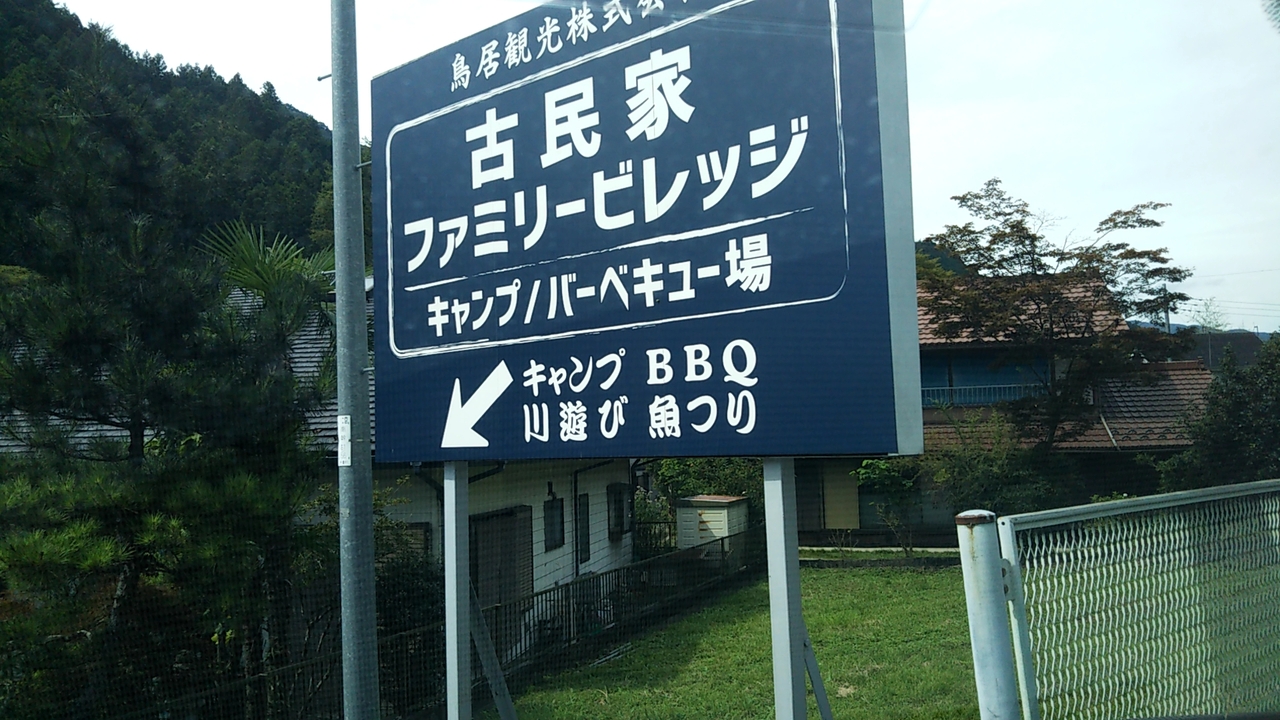 鳥居観光株式会
古民家
ファミリービレッジ
キャンプ/バーベキュー場
キャンプ BBQ
川遊び 魚つり